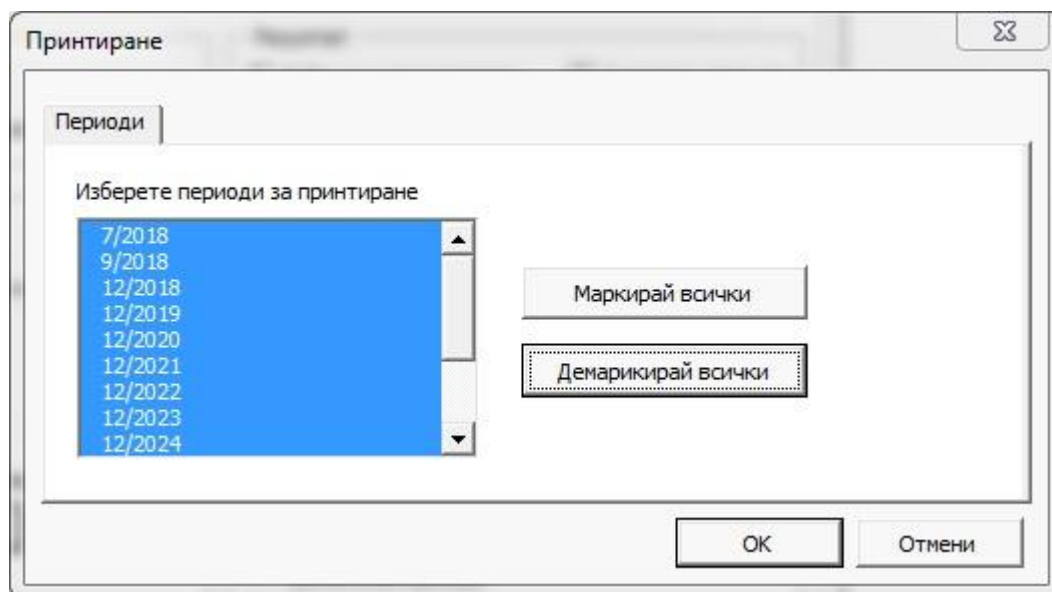 Принтиране
Периоди
Изберете периоди за принтиране
7/2018
9/2018
12/2018
12/2019
12/2020
12/2021
12/2022
12/2023
12/2024
Маркирай всички
Демарикирай всички
OK
Отмени